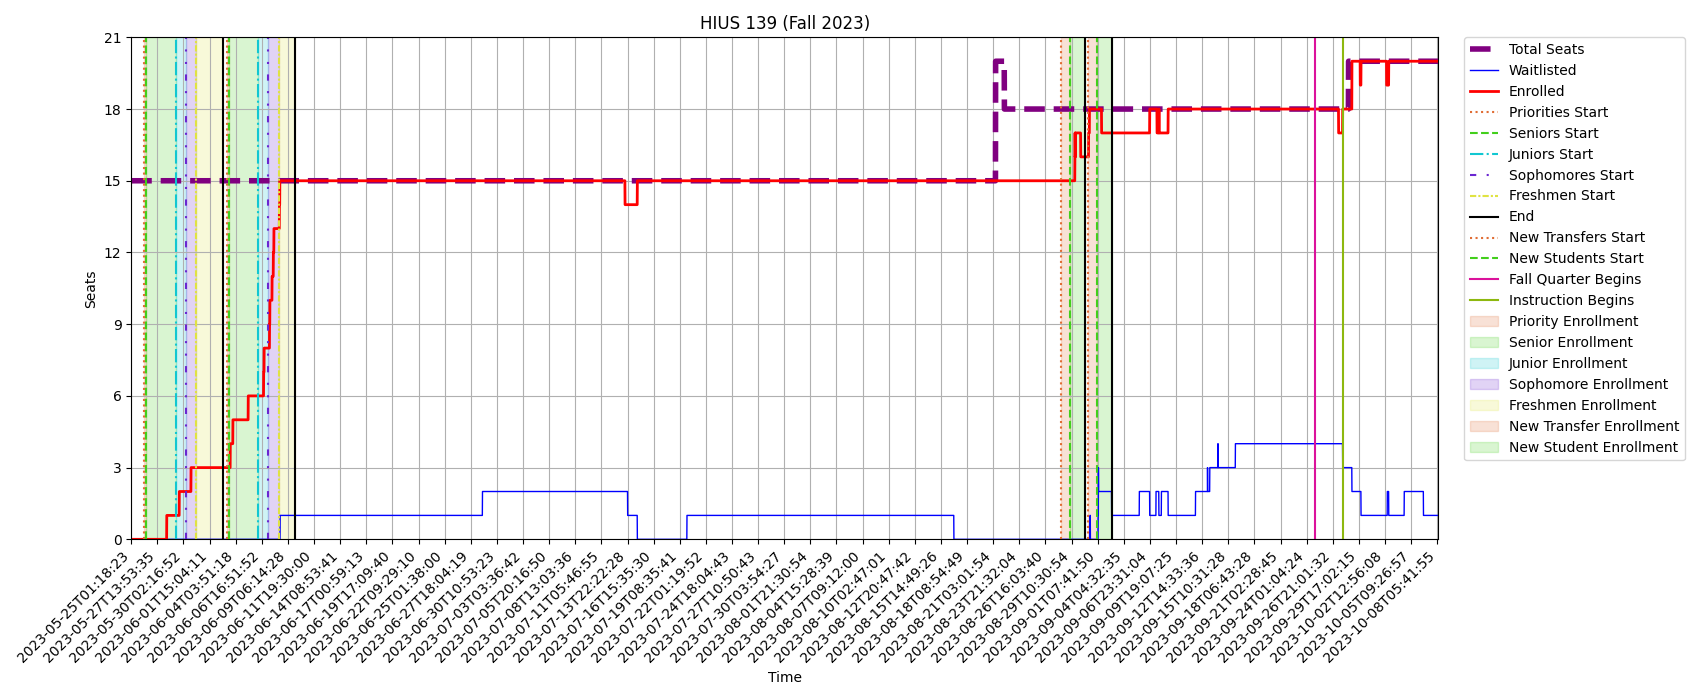 HIUS 139 (Fall 2023)
Seats
21
18
15
12
9
6
3
0
2023-05-25T01:18:23
2023-05-27T13:53:35
2023-05-30T02:16:52
2023-06-01T15:04:11
2023-06-04T03:51:18
2023-06-06T16:51:52
2023-06-09T06:14:28
2023-06-11T19:30:00
2023-06-14T08:53:41
2023-06-17T00:59:13
2023-06-19T17:09:40
2023-06-22T09:29:10
2023-06-25T01:38:00
2023-06-27T18:04:19
2023-06-30T10:53:23
2023-07-03T03:36:42
2023-07-05T20:16:50
2023-07-08T13:03:36
2023-07-11T05:46:55
2023-07-13T22:22:28
2023-07-16T15:35:30
2023-07-19T08:35:41
2023-07-22T01:19:52
2023-07-24T18:04:43
2023-07-27T10:50:43
2023-07-30T03:54:27
2023-08-01T21:30:54
2023-08-04T15:28:39
2023-08-07T09:12:00
2023-08-10T02:47:01
2023-08-12T20:47:42
2023-08-15T14:49:26
2023-08-18T08:54:49
2023-08-21T03:01:54
2023-08-23T21:32:04
2023-08-26T16:03:40
2023-08-29T11:30:54
2023-09-01T07:41:50
2023-09-04T04:32:35
2023-09-06T23:31:04
2023-09-09T19:07:25
2023-09-12T14:33:36
2023-09-15T10:31:28
2023-09-18T06:43:28
2023-09-21T02:28:45
2023-09-24T01:04:24
2023-09-26T21:01:32
2023-09-29T17:02:15
2023-10-02T12:56:08
2023-10-05T09:26:57
2023-10-08T05:41:55
Time
Total Seats
Waitlisted
Enrolled
Priorities Start
Seniors Start
Juniors Start
Sophomores Start
Freshmen Start
End
New Transfers Start
New Students Start
Fall Quarter Begins
Instruction Begins
Priority Enrollment
Senior Enrollment
Junior Enrollment
Sophomore Enrollment
Freshmen Enrollment
New Transfer Enrollment
New Student Enrollment